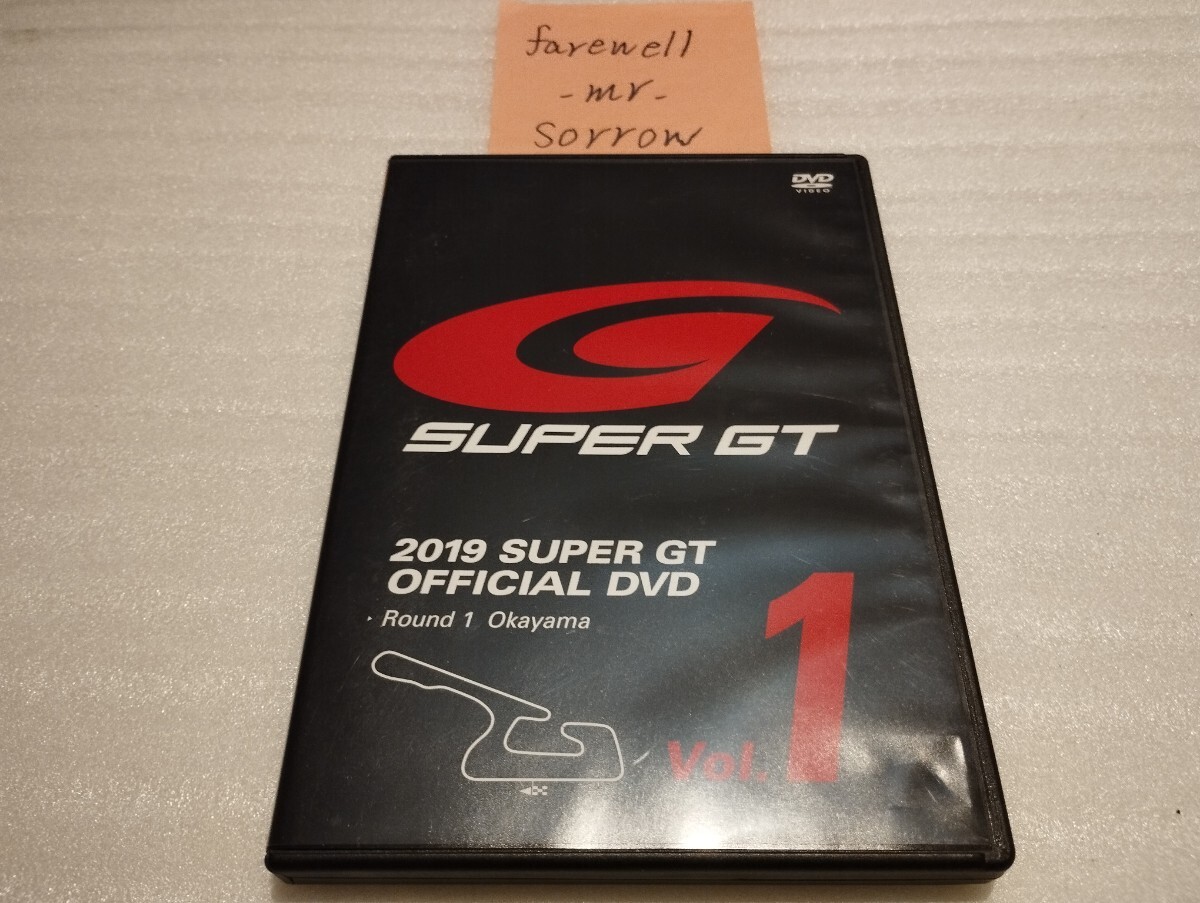 farewell
-mr-
sorrow
DVD
VIDEO
SUPER GT
2019 SUPER GT
OFFICIAL DVD
Round 1 Okayama
Vol. 1